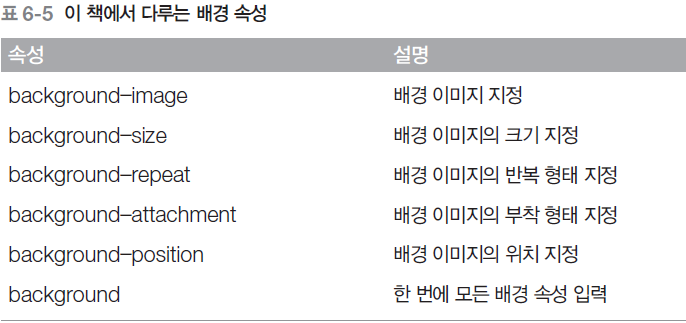 표 6-5 이 책에서 다루는 배경 속성
속성 설명
background-image 배경 이미지 지정
background-size 배경 이미지의 크기 지정
background-repeat 배경 이미지의 반복 형태 지정
background-attachment 배경 이미지의 부착 형태 지정
background-position 배경 이미지의 위치 지정
background 한 번에 모든 배경 속성 입력